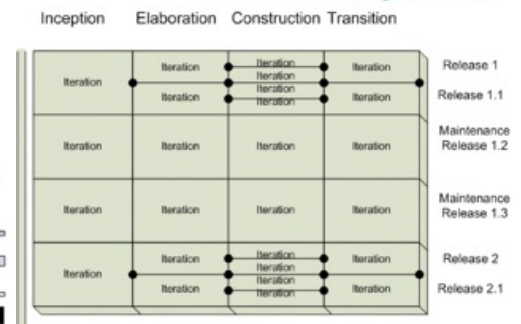 Inception Elaboration Construction Transition
Iteration Iteration Iteration Iteration Release 1
Iteration
Iteration
Iteration Iteration Iteration Release 1.1
Iteration Iteration Iteration Iteration Maintenance
Release 1.2
Iteration Iteration Iteration Iteration Maintenance
Release 1.3
Iteration Iteration Iteration Iteration Release 2
Iteration
Iteration
Iteration Iteration Iteration Release 2.1